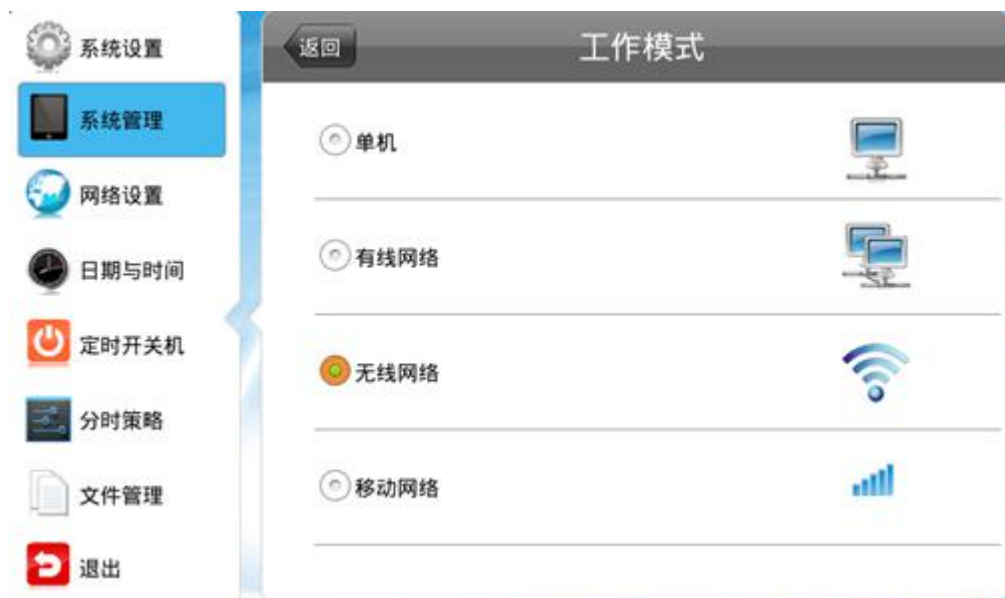 系统设置
系统管理
网络设置
日期与时间
定时开关机
分时策略
文件管理
退出
返回
工作模式
单机
有线网络
无线网络
移动网络